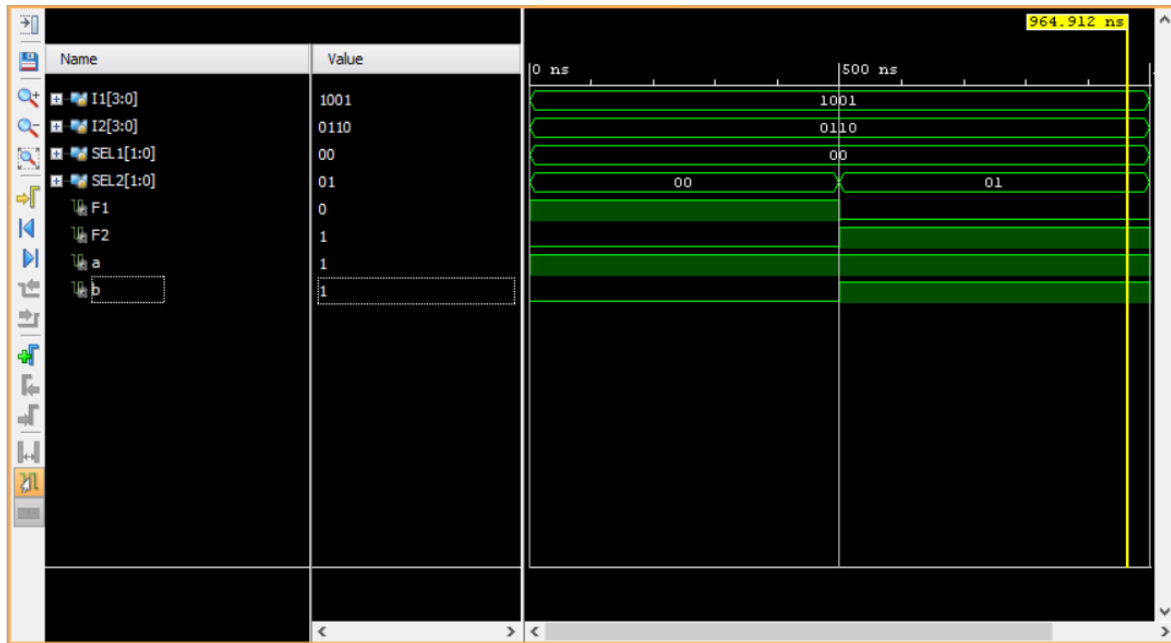 964.912 ns
Name Value
0 ns 500 ns
I1[3:0] 1001 1001
I2[3:0] 0110 0110
SEL1[1:0] 00 00
SEL2[1:0] 01 00 01
F1 0
F2 1
a 1
b 1